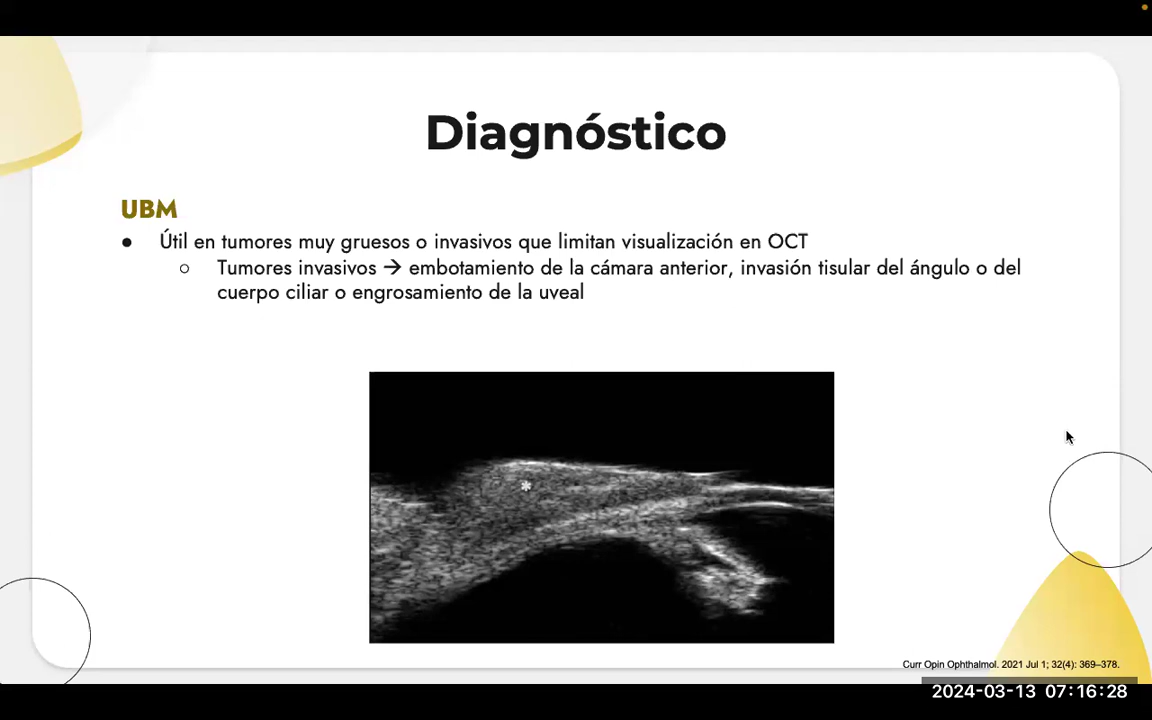 Diagnóstico
UBM
● Útil en tumores muy gruesos o invasivos que limitan visualización en OCT
○ Tumores invasivos → embotamiento de la cámara anterior, invasión tisular del ángulo o del
cuerpo ciliar o engrosamiento de la uveal
*
Curr Opin Ophthalmol. 2021 Jul 1; 32(4): 369–378.
2024-03-13 07:16:28